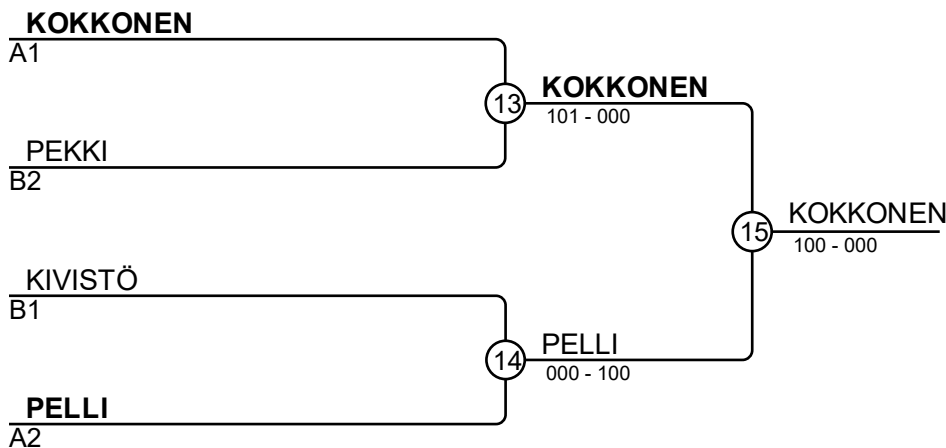 KOKKONEN
A1
13
KOKKONEN
101 - 000
PEKKI
B2
15
KOKKONEN
100 - 000
KIVISTÖ
B1
14
PELLI
000 - 100
PELLI
A2